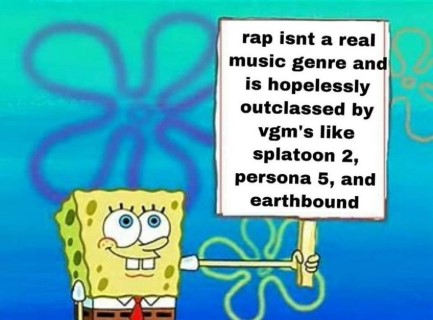 rap isnt a real
music genre and
is hopelessly
outclassed by
vgm's like
splatoon 2,
persona 5, and
earthbound